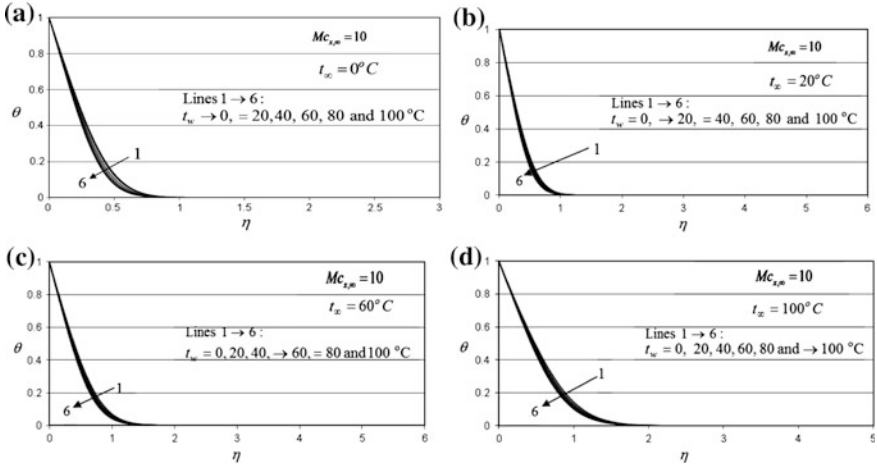 (a)
1
Mc_{x,∞} = 10
0.8
t_∞ = 0°C
0.6
Lines 1 → 6 :
t_w → 0, = 20, 40, 60, 80 and 100 °C
θ
0.4
0.2
1
6
0
0 0.5 1 1.5 2 2.5 3
η
(b)
1
Mc_{x,∞} = 10
0.8
t_∞ = 20°C
0.6
Lines 1 → 6 :
t_w = 0, → 20, = 40, 60, 80 and 100 °C
θ
0.4
0.2
1
6
0
0 1 2 3 4 5 6
η
(c)
1
Mc_{x,∞} = 10
0.8
t_∞ = 60°C
0.6
Lines 1 → 6 :
t_w = 0, 20, 40, → 60, = 80 and 100 °C
θ
0.4
0.2
1
6
0
0 1 2 3 4 5 6
η
(d)
1
Mc_{x,∞} = 10
0.8
t_∞ = 100°C
0.6
Lines 1 → 6 :
t_w = 0, 20, 40, 60, 80 and → 100 °C
θ
0.4
0.2
1
6
0
0 1 2 3 4 5
η